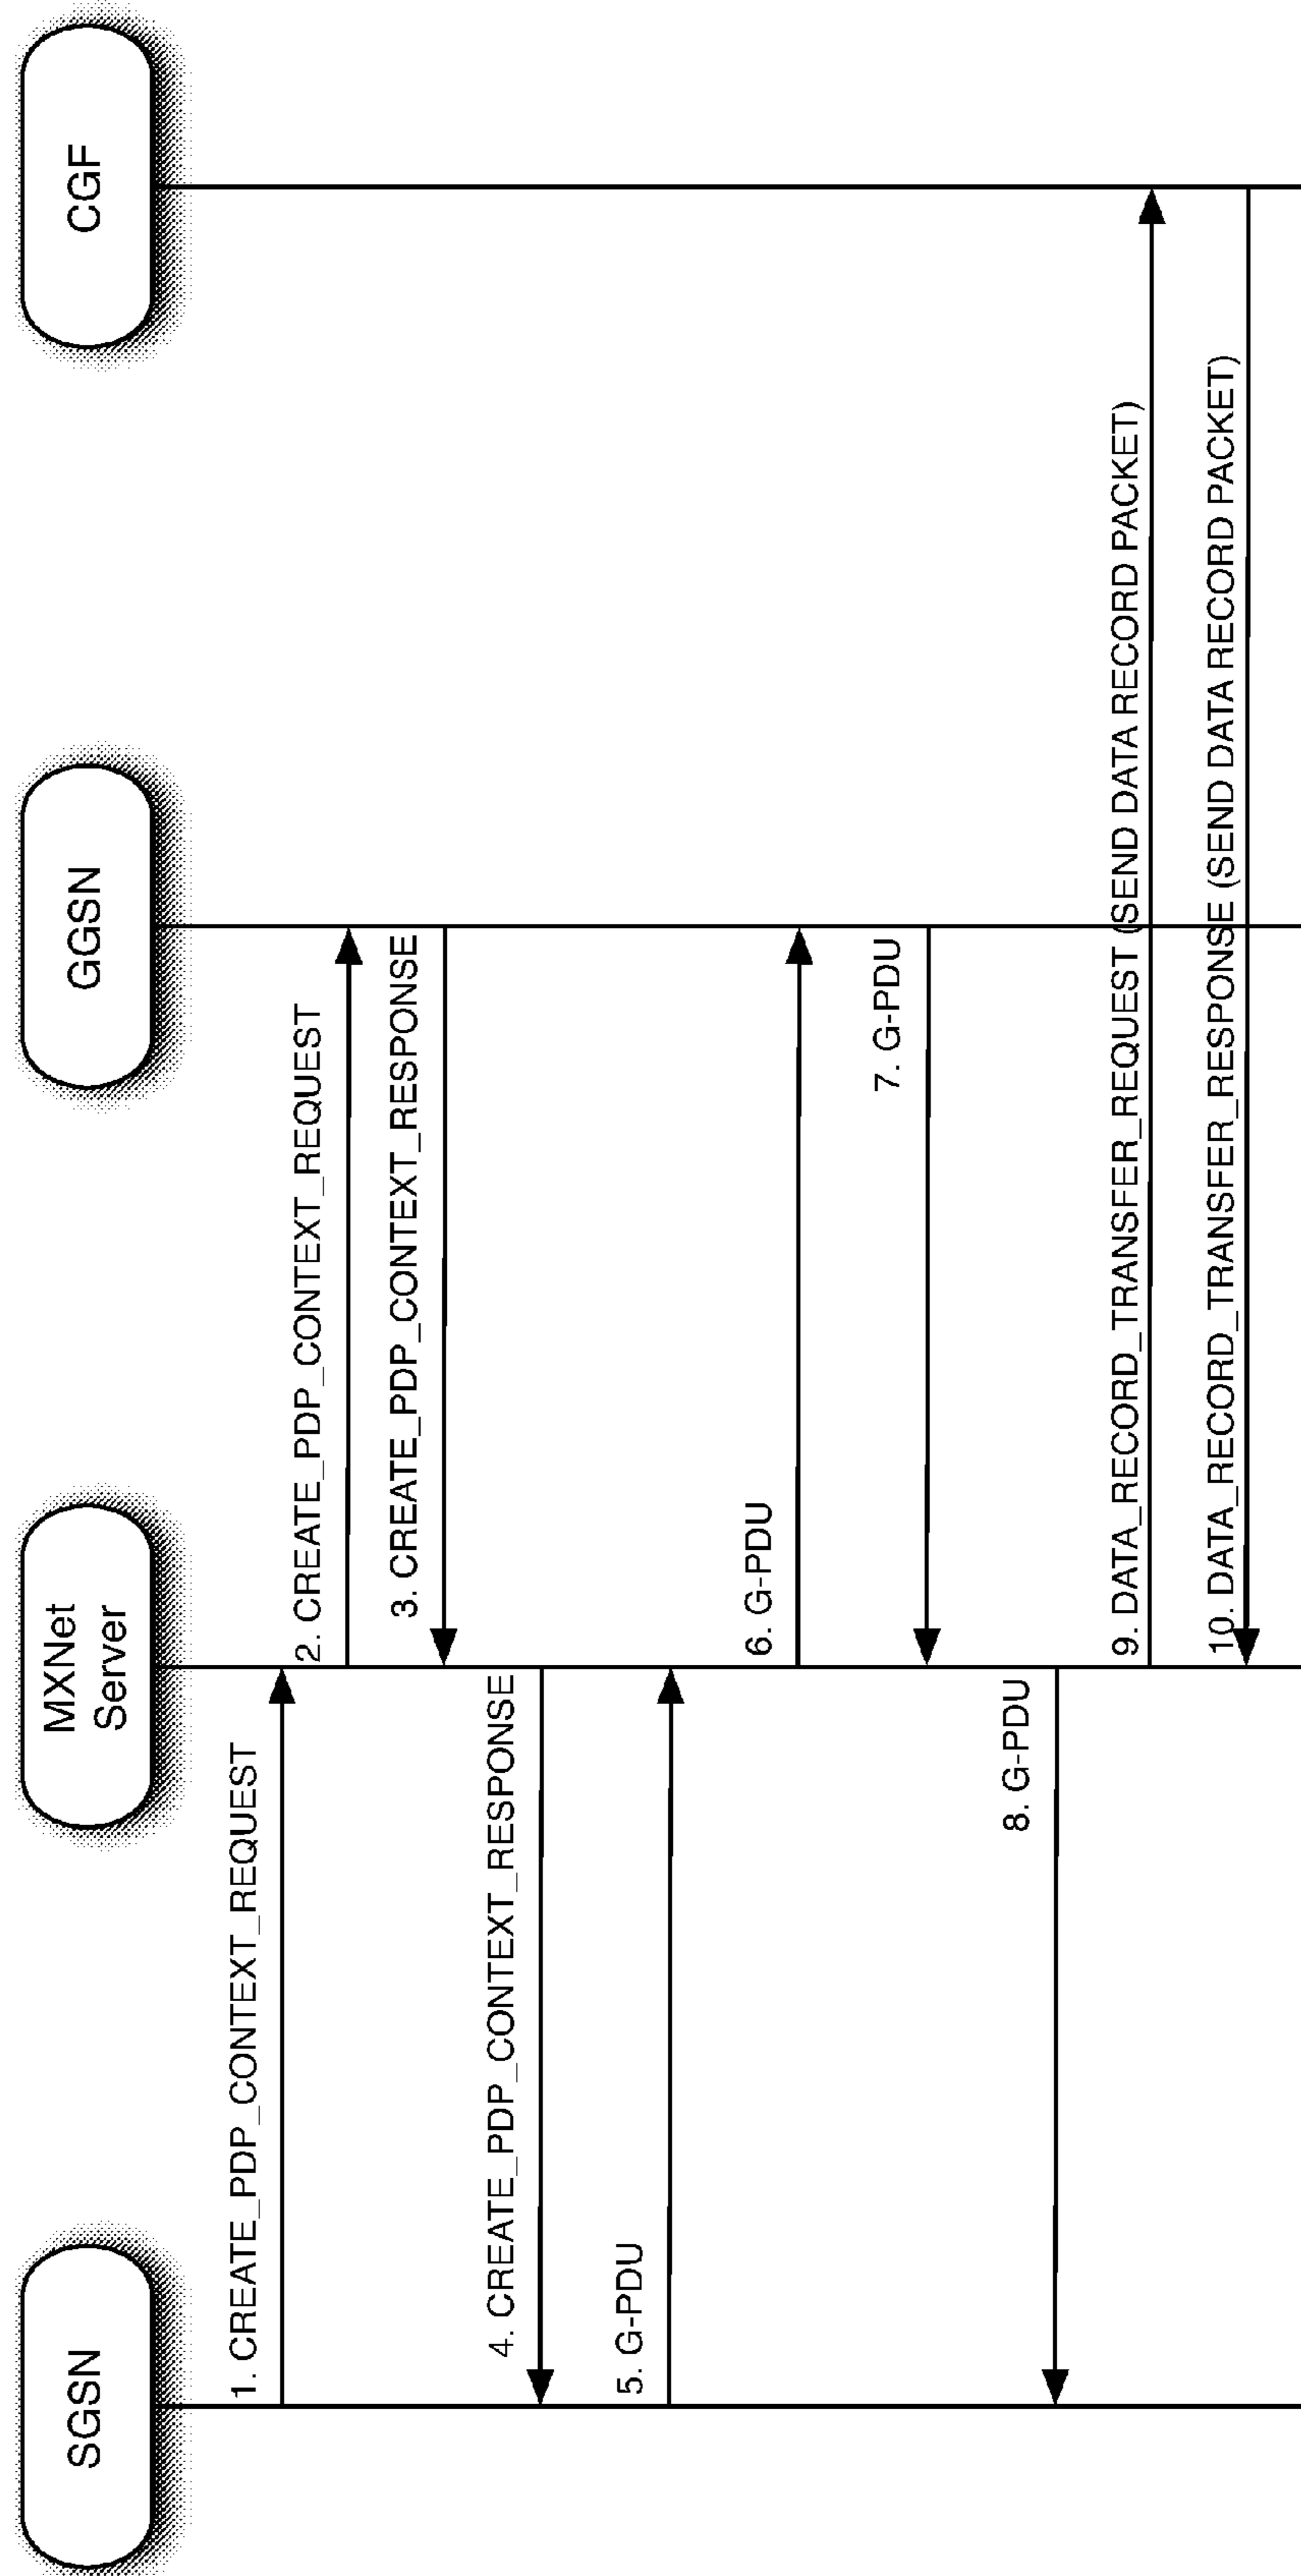 SGSN
MXNet
Server
GGSN
CGF
1. CREATE_PDP_CONTEXT_REQUEST
2. CREATE_PDP_CONTEXT_REQUEST
3. CREATE_PDP_CONTEXT_RESPONSE
4. CREATE_PDP_CONTEXT_RESPONSE
5. G-PDU
6. G-PDU
7. G-PDU
8. G-PDU
9. DATA_RECORD_TRANSFER_REQUEST (SEND DATA RECORD PACKET)
10. DATA_RECORD_TRANSFER_RESPONSE (SEND DATA RECORD PACKET)